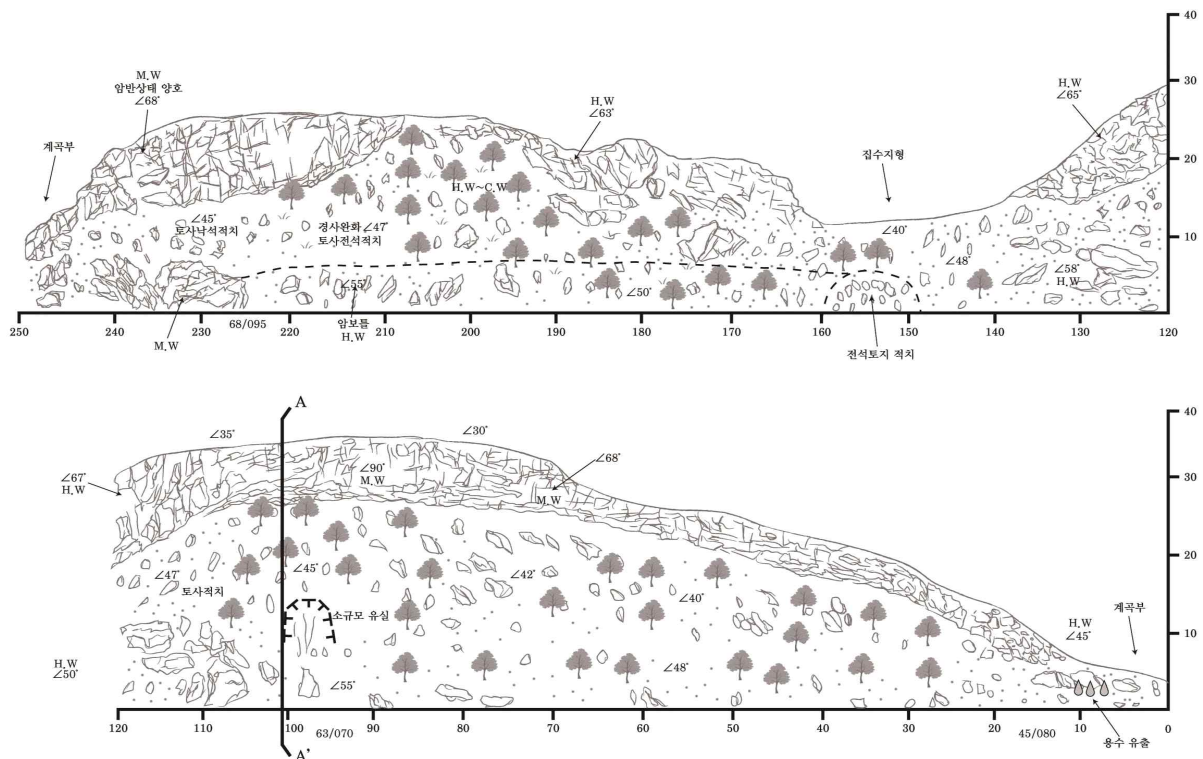 40
30
20
10
M.W
암반상태 양호
∠68°
계곡부
H.W
∠63°
H.W
∠65°
집수지형
H.W~C.W
∠45°
토사낙석적치
경사완화∠47°
토사전석적치
∠40°
∠48°
∠58°
H.W
∠55°
∠50°
250
240
230
220
210
200
190
180
170
160
150
140
130
120
68/095
M.W
암보틀
H.W
전석토지 적치
A
40
30
20
10
∠35°
∠30°
∠67°
H.W
∠90°
M.W
∠68°
M.W
∠47°
토사적치
∠45°
∠42°
∠40°
소규모 유실
H.W
∠45°
계곡부
H.W
∠50°
∠55°
∠48°
120
110
100
90
80
70
60
50
40
30
20
10
0
63/070
45/080
용수 유출
A'